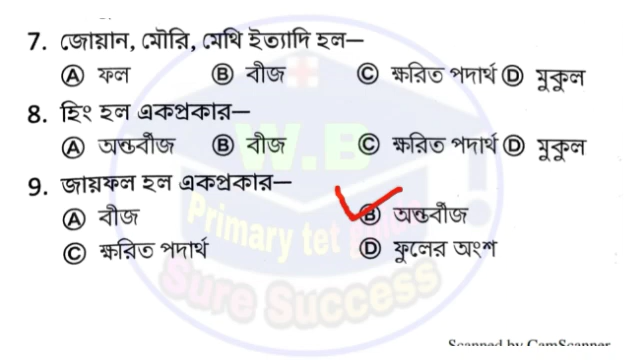 7. জোয়ান, মৌরি, মেথি ইত্যাদি হল—
Ⓐ ফল Ⓑ বীজ Ⓒ ক্ষরিত পদার্থ Ⓓ মুকুল
8. হিং হল একপ্রকার—
Ⓐ অন্তবীজ Ⓑ বীজ Ⓒ ক্ষরিত পদার্থ Ⓓ মুকুল
9. জায়ফল হল একপ্রকার—
Ⓐ বীজ Ⓑ অন্তবীজ
Ⓒ ক্ষরিত পদার্থ Ⓓ ফুলের অংশ
W.B
Primary tet
Sure Success
Scanned by CamScanner